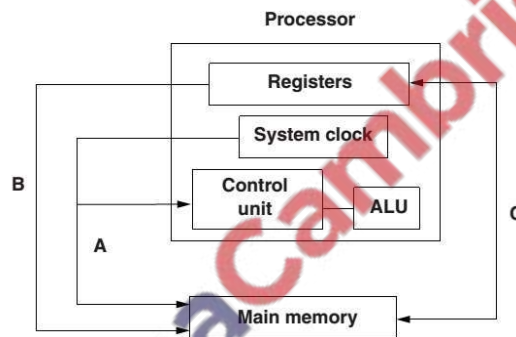 Processor
Registers
System clock
B
Control
unit
ALU
A
Main memory